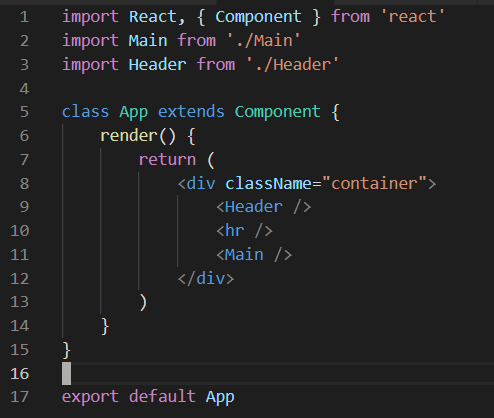 1 import React, { Component } from 'react'
2 import Main from './Main'
3 import Header from './Header'
4
5 class App extends Component {
6     render() {
7         return (
8             <div className="container">
9                 <Header />
10                 <hr />
11                 <Main />
12             </div>
13         )
14     }
15 }
16
17 export default App